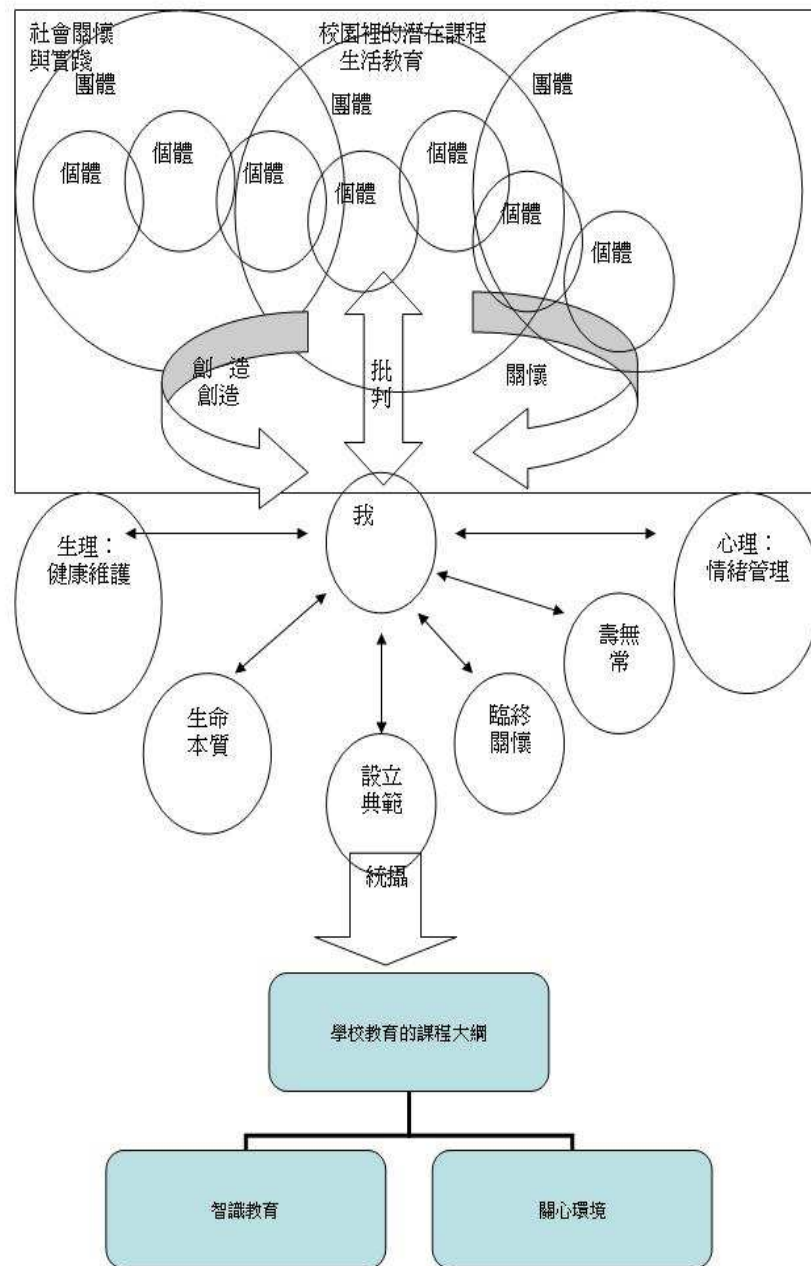 社會關懷
與實踐
團體
校園裡的潛在課程
生活教育
團體
團體
個體
個體
個體
個體
個體
個體
個體
創 造
創造
批
判
關懷
我
生理：
健康維護
心理：
情緒管理
壽無
常
生命
本質
臨終
關懷
設立
典範
統攝
學校教育的課程大綱
智識教育
關心環境